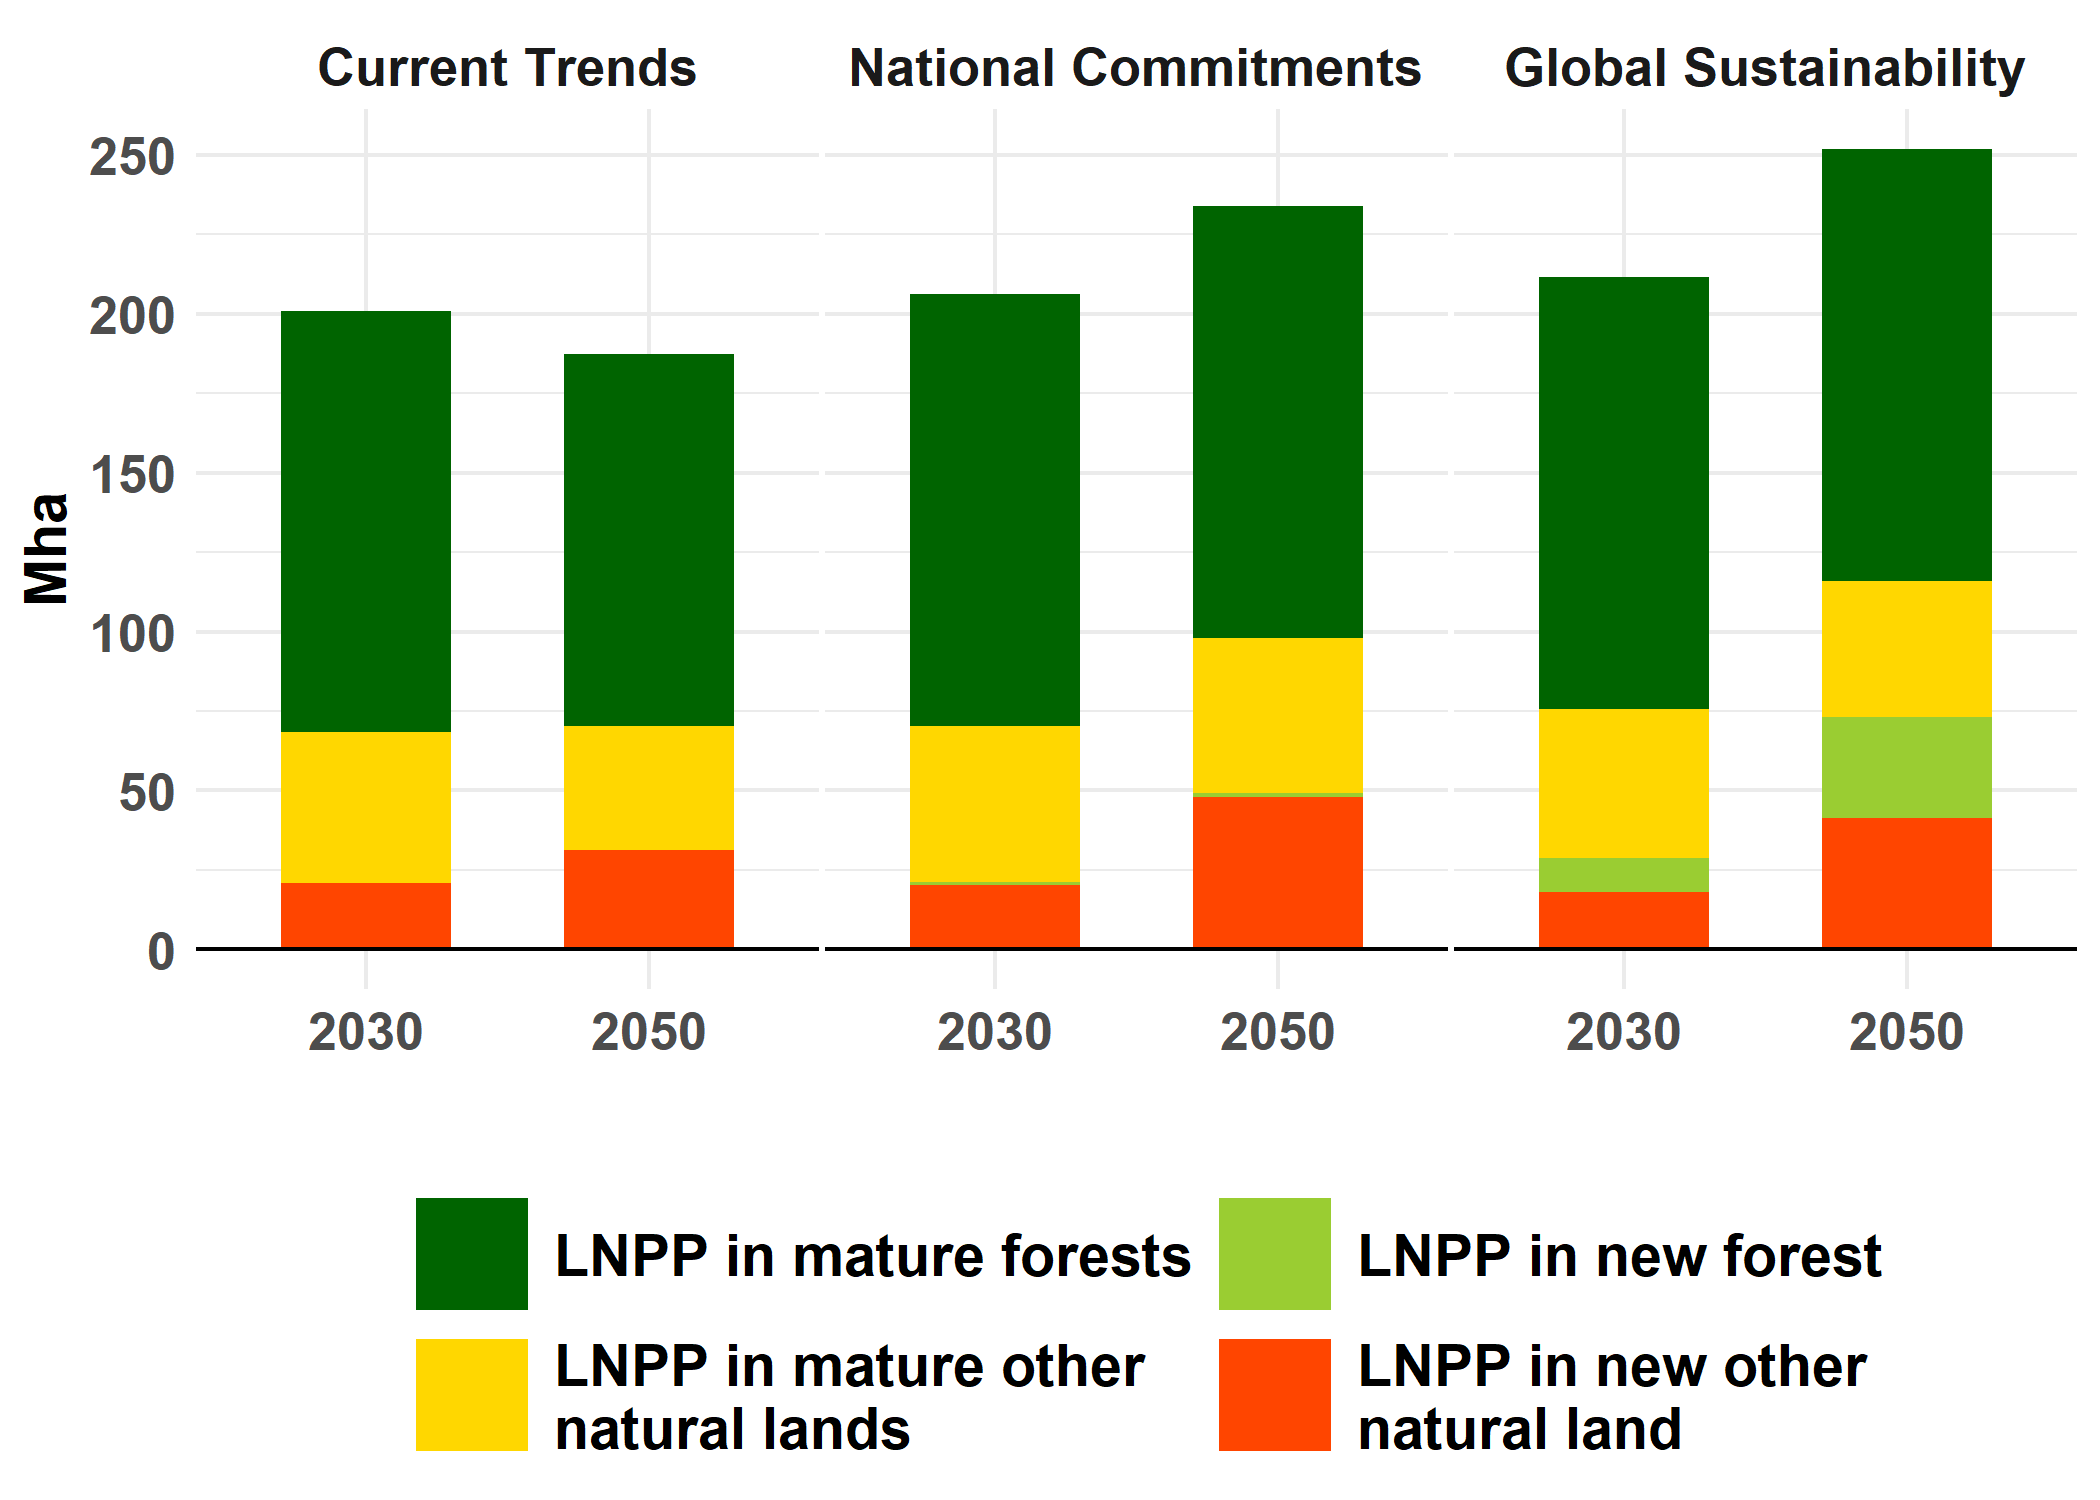 Current Trends
National Commitments
Global Sustainability
250
200
150
100
50
0
Mha
2030
2050
2030
2050
2030
2050
LNPP in mature forests
LNPP in new forest
LNPP in mature other
natural lands
LNPP in new other
natural land